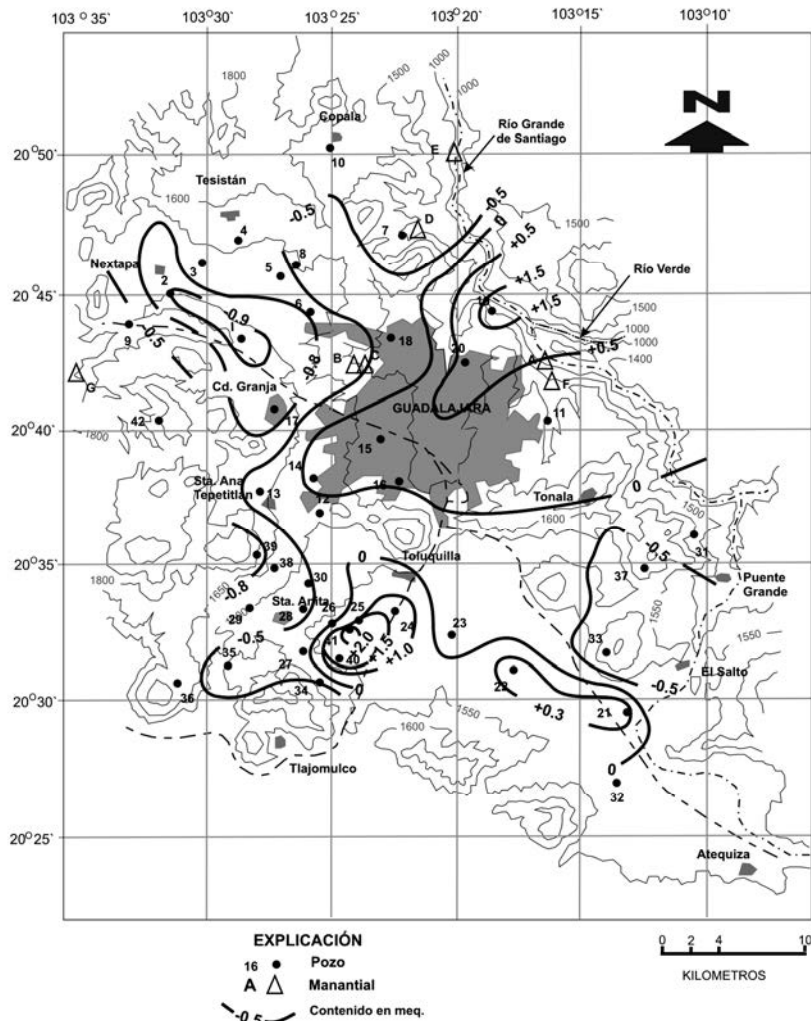 103° 35' 103°30' 103°25' 103°20' 103°15' 103°10'
1800
1500
1000
1000
Copala
10
Río Grande
de Santiago
E
N
20°50'
Tesistán
1600
-0.5
-0.5
0
+0.5
1500
4
7
D
8
Nextapa
3
5
+1.5
Río Verde
2
20°45'
-0.9
6
19
+1.5
1500
1000
1000
1400
9
-0.5
-0.8
B
C
18
20
A
+0.5
G
Cd. Granja
F
GUADALAJARA
42
17
11
20°40'
1800
15
14
Sta. Ana
Tepetitlán
13
16
Tonala
0
12
1600
1500
20°35'
39
Toluquilla
-0.5
31
1800
1650
38
37
Puente
Grande
-0.8
30
0
1550
29
Sta. Anita
28
26
25
24
23
33
1550
-0.5
41
+2.0
+1.5
+1.0
35
27
40
El Salto
20°30'
36
34
0
22
-0.5
+0.3
21
1550
1600
Tlajomulco
0
32
20°25'
Atequiza
EXPLICACIÓN
16 Pozo
A Manantial
-0.5 Contenido en meq.
0 2 4 10
KILOMETROS